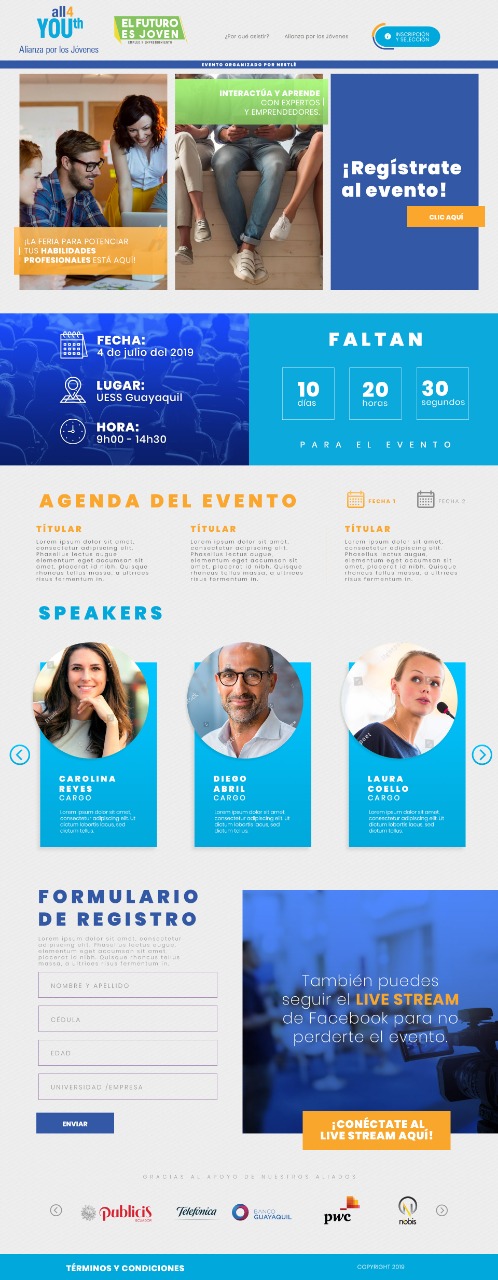 all4
YOUth
Alianza por los Jóvenes
EL FUTURO
ES JOVEN
EMPLEO Y EMPRENDIMIENTO
¿Por qué existir?
Alianza por los Jóvenes
INSCRIPCIÓN
Y SELECCIÓN
EVENTO ORGANIZADO POR NESTLÉ
¡LA FERIA PARA POTENCIAR
TUS HABILIDADES
PROFESIONALES ESTÁ AQUÍ!
INTERACTÚA Y APRENDE
CON EXPERTOS
Y EMPRENDEDORES.
¡Regístrate
al evento!
CLIC AQUÍ
FECHA:
4 de julio del 2019
LUGAR:
UESS Guayaquil
HORA:
9h00 - 14h30
FALTAN
10
días
20
horas
30
segundos
PARA EL EVENTO
AGENDA DEL EVENTO
FECHA 1
FECHA 2
TÍTULAR
Lorem ipsum dolor sit amet,
consectetur adipiscing elit.
Phasellus lectus augue,
elementum eget accumsan sit
amet, placerat id nibh. Quisque
rhoncus tellus massa, a ultrices
risus fermentum in.
TÍTULAR
Lorem ipsum dolor sit amet,
consectetur adipiscing elit.
Phasellus lectus augue,
elementum eget accumsan sit
amet, placerat id nibh. Quisque
rhoncus tellus massa, a ultrices
risus fermentum in.
TÍTULAR
Lorem ipsum dolor sit amet,
consectetur adipiscing elit.
Phasellus lectus augue,
elementum eget accumsan sit
amet, placerat id nibh. Quisque
rhoncus tellus massa, a ultrices
risus fermentum in.
SPEAKERS
CAROLINA
REYES
CARGO
Lorem ipsum dolor sit amet,
consectetur adipiscing elit. Ut
dictum lobortis lacus, sed
dictum tellus.
DIEGO
ABRIL
CARGO
Lorem ipsum dolor sit amet,
consectetur adipiscing elit. Ut
dictum lobortis lacus, sed
dictum tellus.
LAURA
COELLO
CARGO
Lorem ipsum dolor sit amet,
consectetur adipiscing elit. Ut
dictum lobortis lacus, sed
dictum tellus.
FORMULARIO
DE REGISTRO
Lorem ipsum dolor sit amet, consectetur
adipiscing elit. Phasellus lectus augue,
elementum eget accumsan sit amet,
placerat id nibh. Quisque rhoncus tellus
massa, a ultrices risus fermentum in.
NOMBRE Y APELLIDO
CÉDULA
EDAD
UNIVERSIDAD /EMPRESA
ENVIAR
También puedes
seguir el LIVE STREAM
de Facebook para no
perderte el evento.
¡CONÉCTATE AL
LIVE STREAM AQUÍ!
GRACIAS AL APOYO DE NUESTROS ALIADOS
Publicis
ECUADOR
Telefónica
BANCO
GUAYAQUIL
pwc
nobis
TÉRMINOS Y CONDICIONES
COPYRIGHT 2019